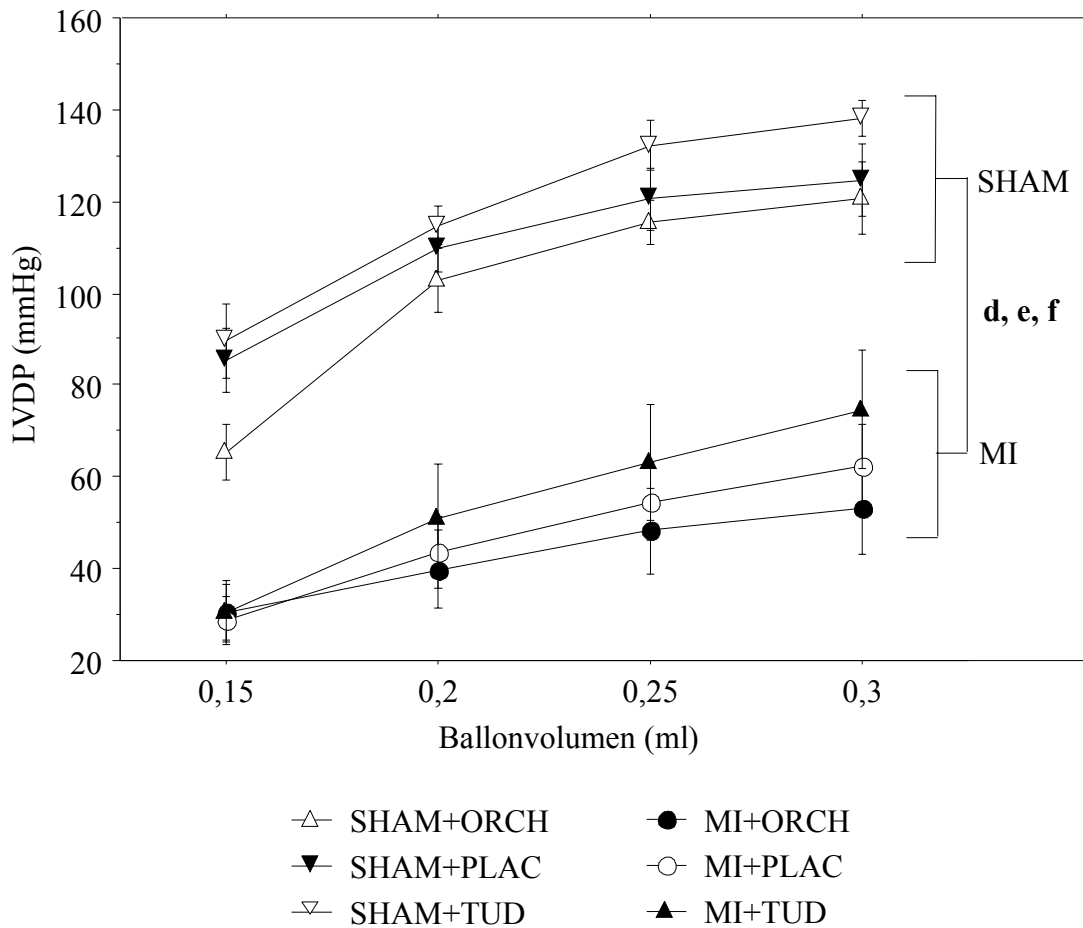 160
140
120
100
80
60
40
20
LVDP (mmHg)
SHAM
d, e, f
MI
0,15 0,2 0,25 0,3
Ballonvolumen (ml)
SHAM+ORCH MI+ORCH
SHAM+PLAC MI+PLAC
SHAM+TUD MI+TUD